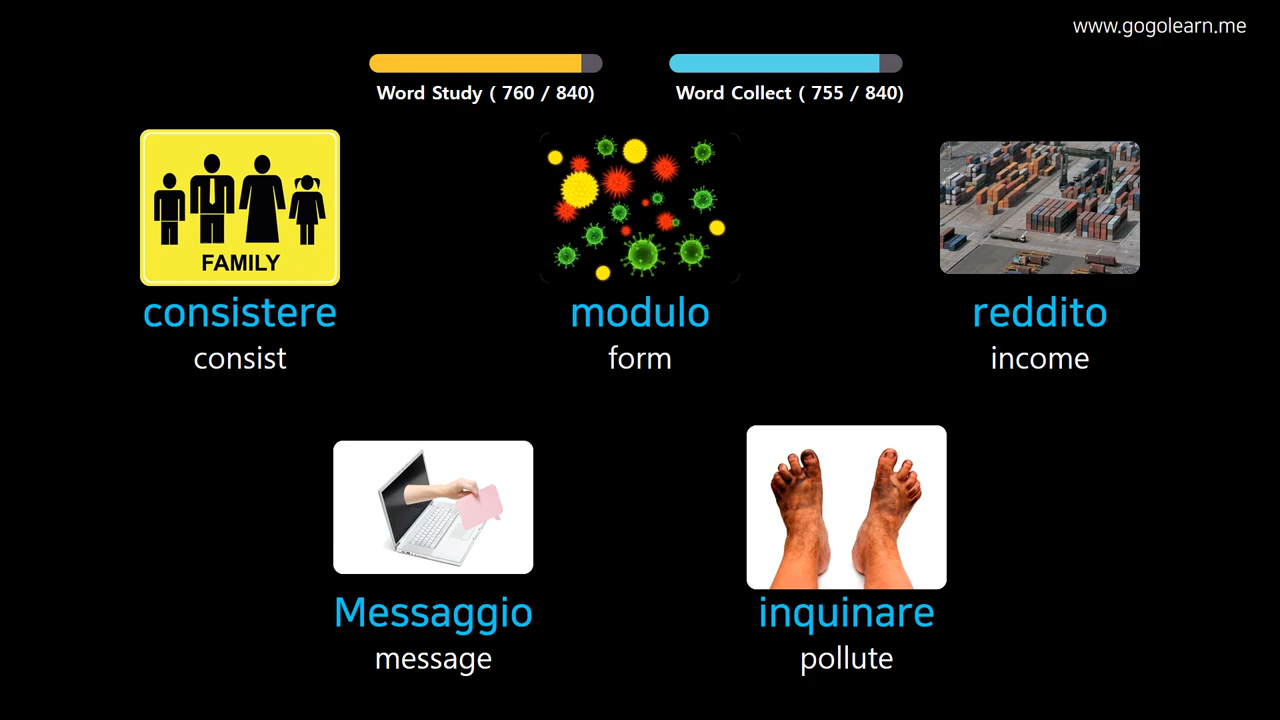 www.gogolearn.me
Word Study ( 760 / 840)
Word Collect ( 755 / 840)
FAMILY
consistere
consist
modulo
form
reddito
income
Messaggio
message
inquinare
pollute